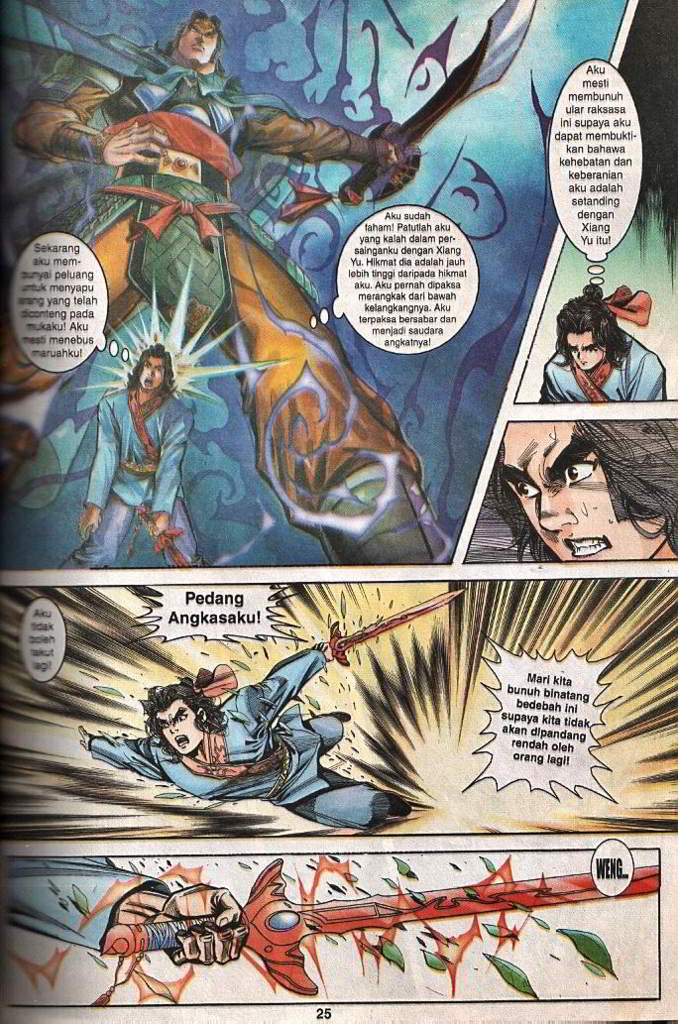 Aku sudah
faham! Patutlah aku
yang kalah dalam per-
sainganku dengan Xiang
Yu. Hikmat dia adalah jauh
lebih tinggi daripada hikmat
aku. Aku pernah dipaksa
merangkak dari bawah
kelangkangnya. Aku
terpaksa bersabar dan
menjadi saudara
angkatnya!
Sekarang
aku mem-
punyai peluang
untuk menyapu
arang yang telah
diconteng pada
mukaku! Aku
mesti menebus
maruahku!
Aku
mesti
membunuh
ular raksasa
ini supaya aku
dapat membukti-
kan bahawa
kehebatan dan
keberanian
aku adalah
setanding
dengan
Xiang
Yu itu!
Aku
tidak
boleh
takut
lagi!
Pedang
Angkasaku!
Mari kita
bunuh binatang
bedebah ini
supaya kita tidak
akan dipandang
rendah oleh
orang lagi!
WENG...
25